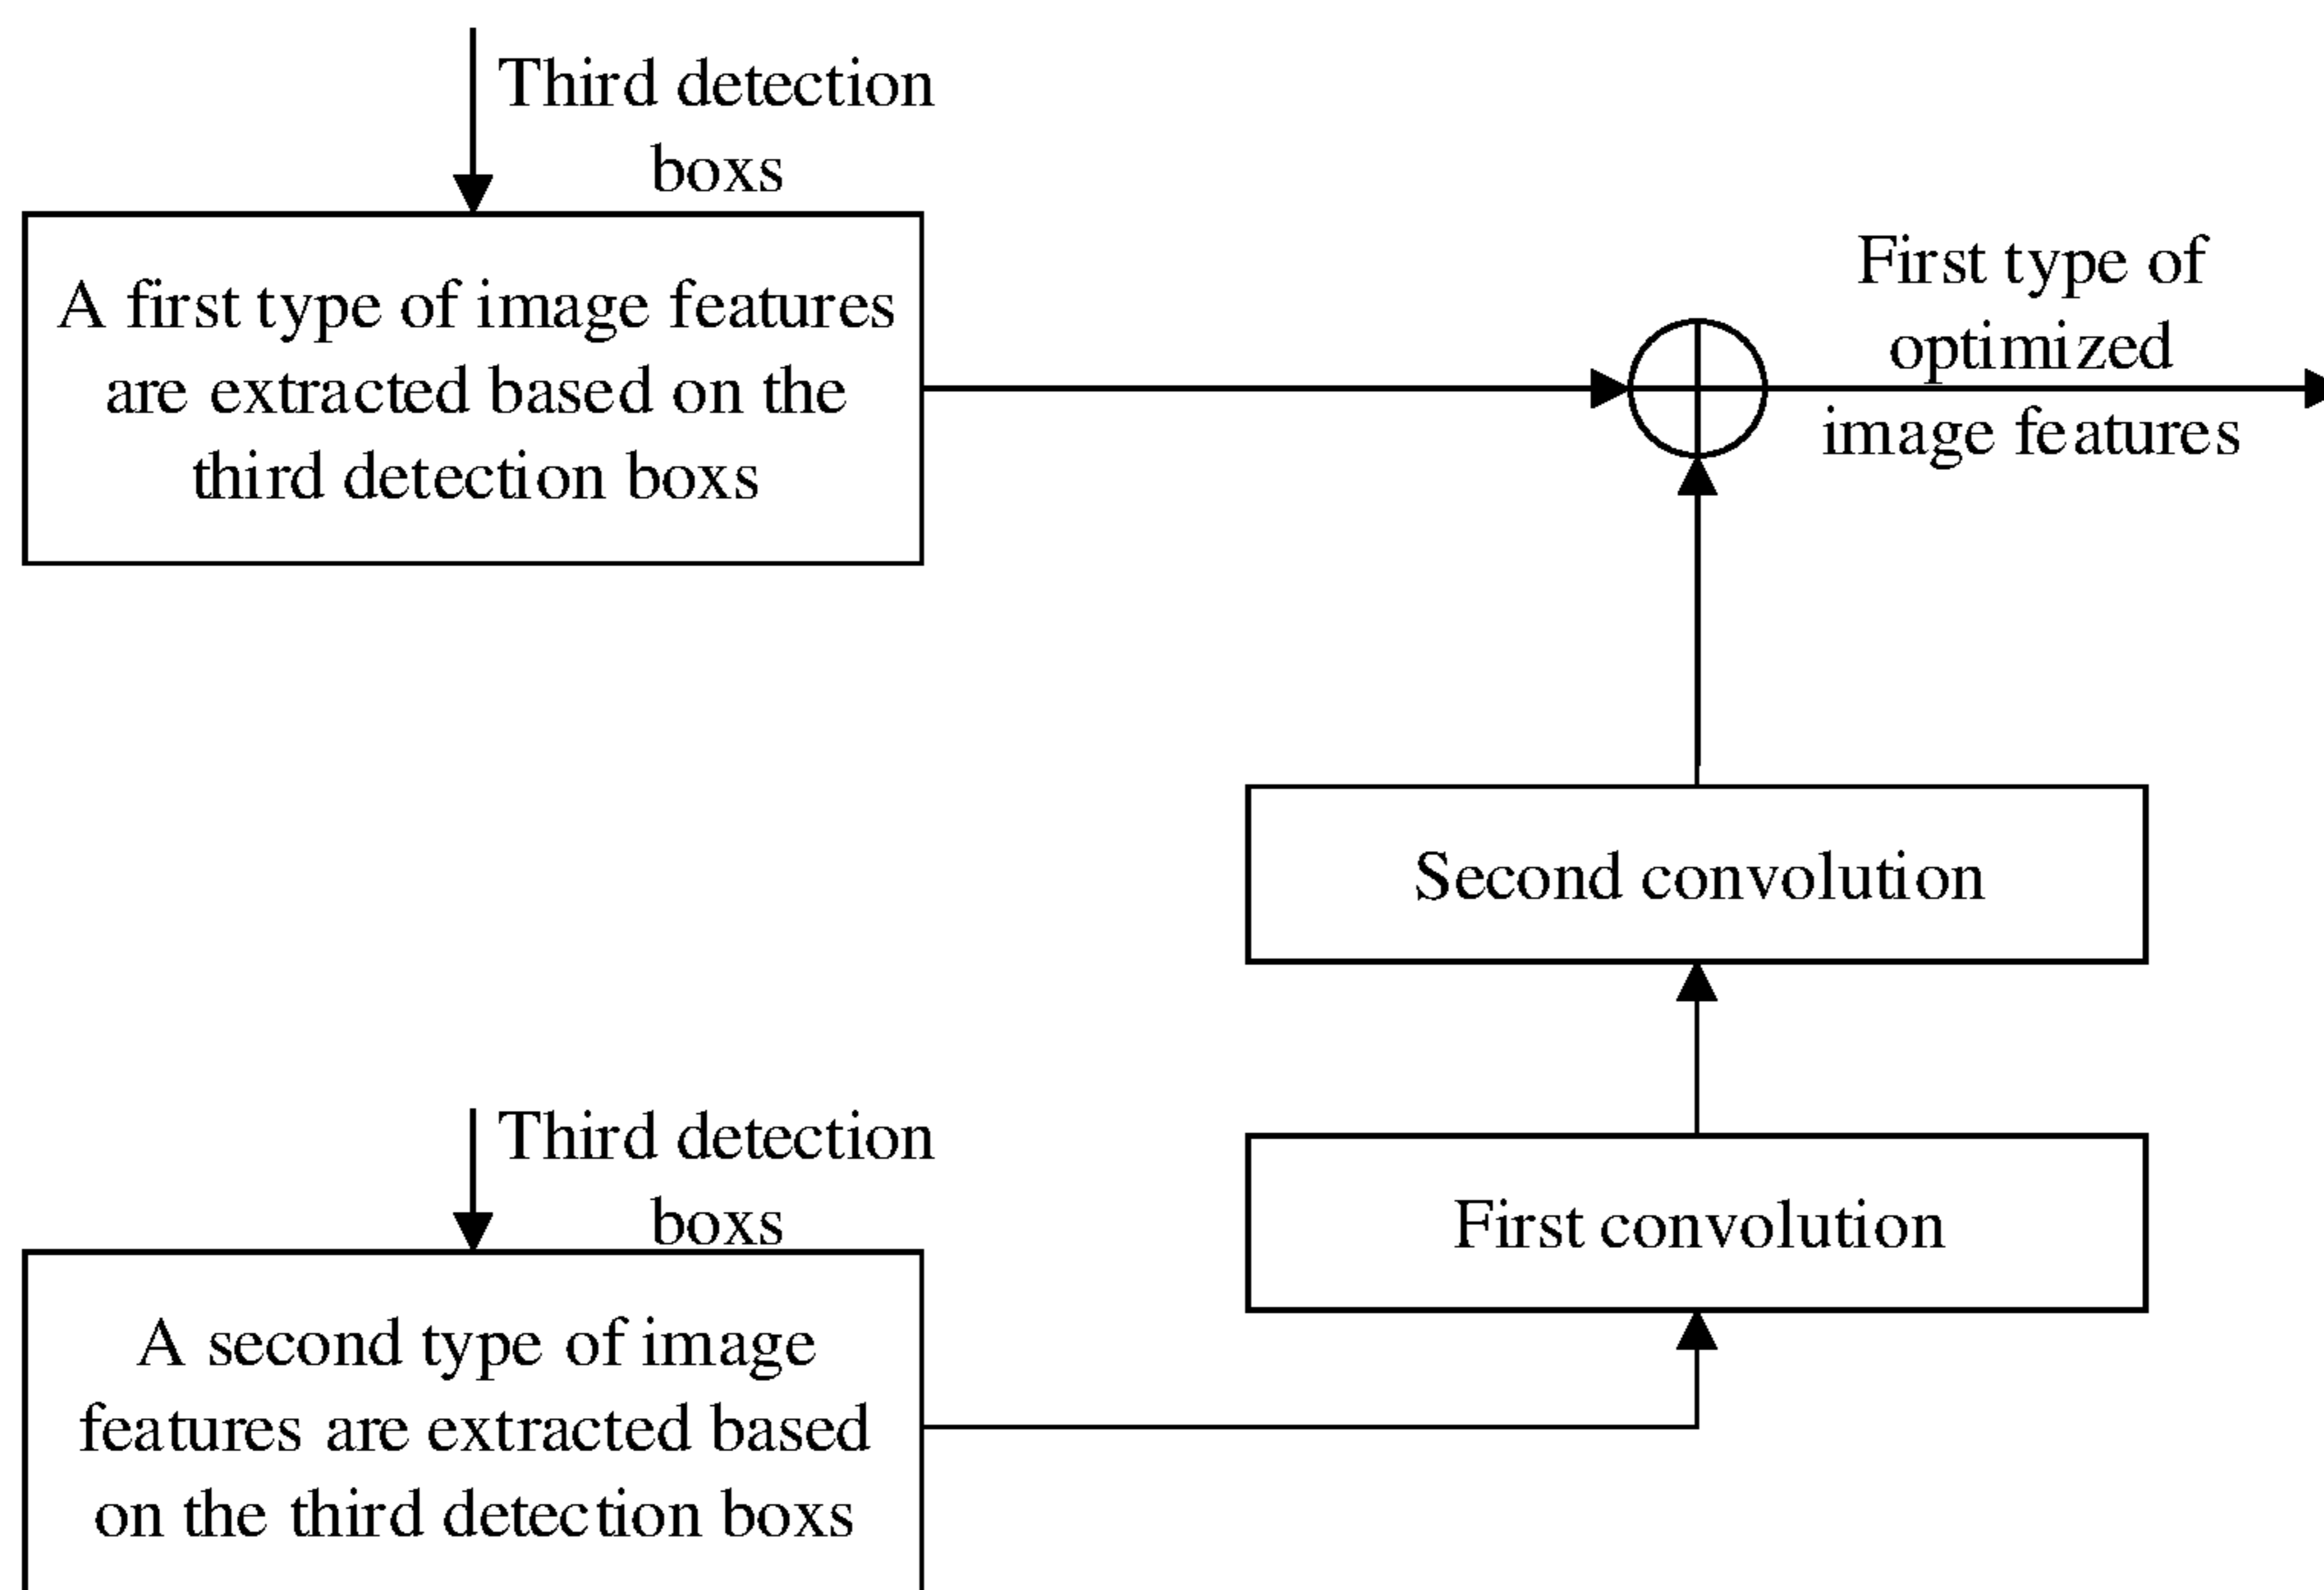 Third detection
boxs
A first type of image features
are extracted based on the
third detection boxs
First type of
optimized
image features
Second convolution
First convolution
Third detection
boxs
A second type of image
features are extracted based
on the third detection boxs